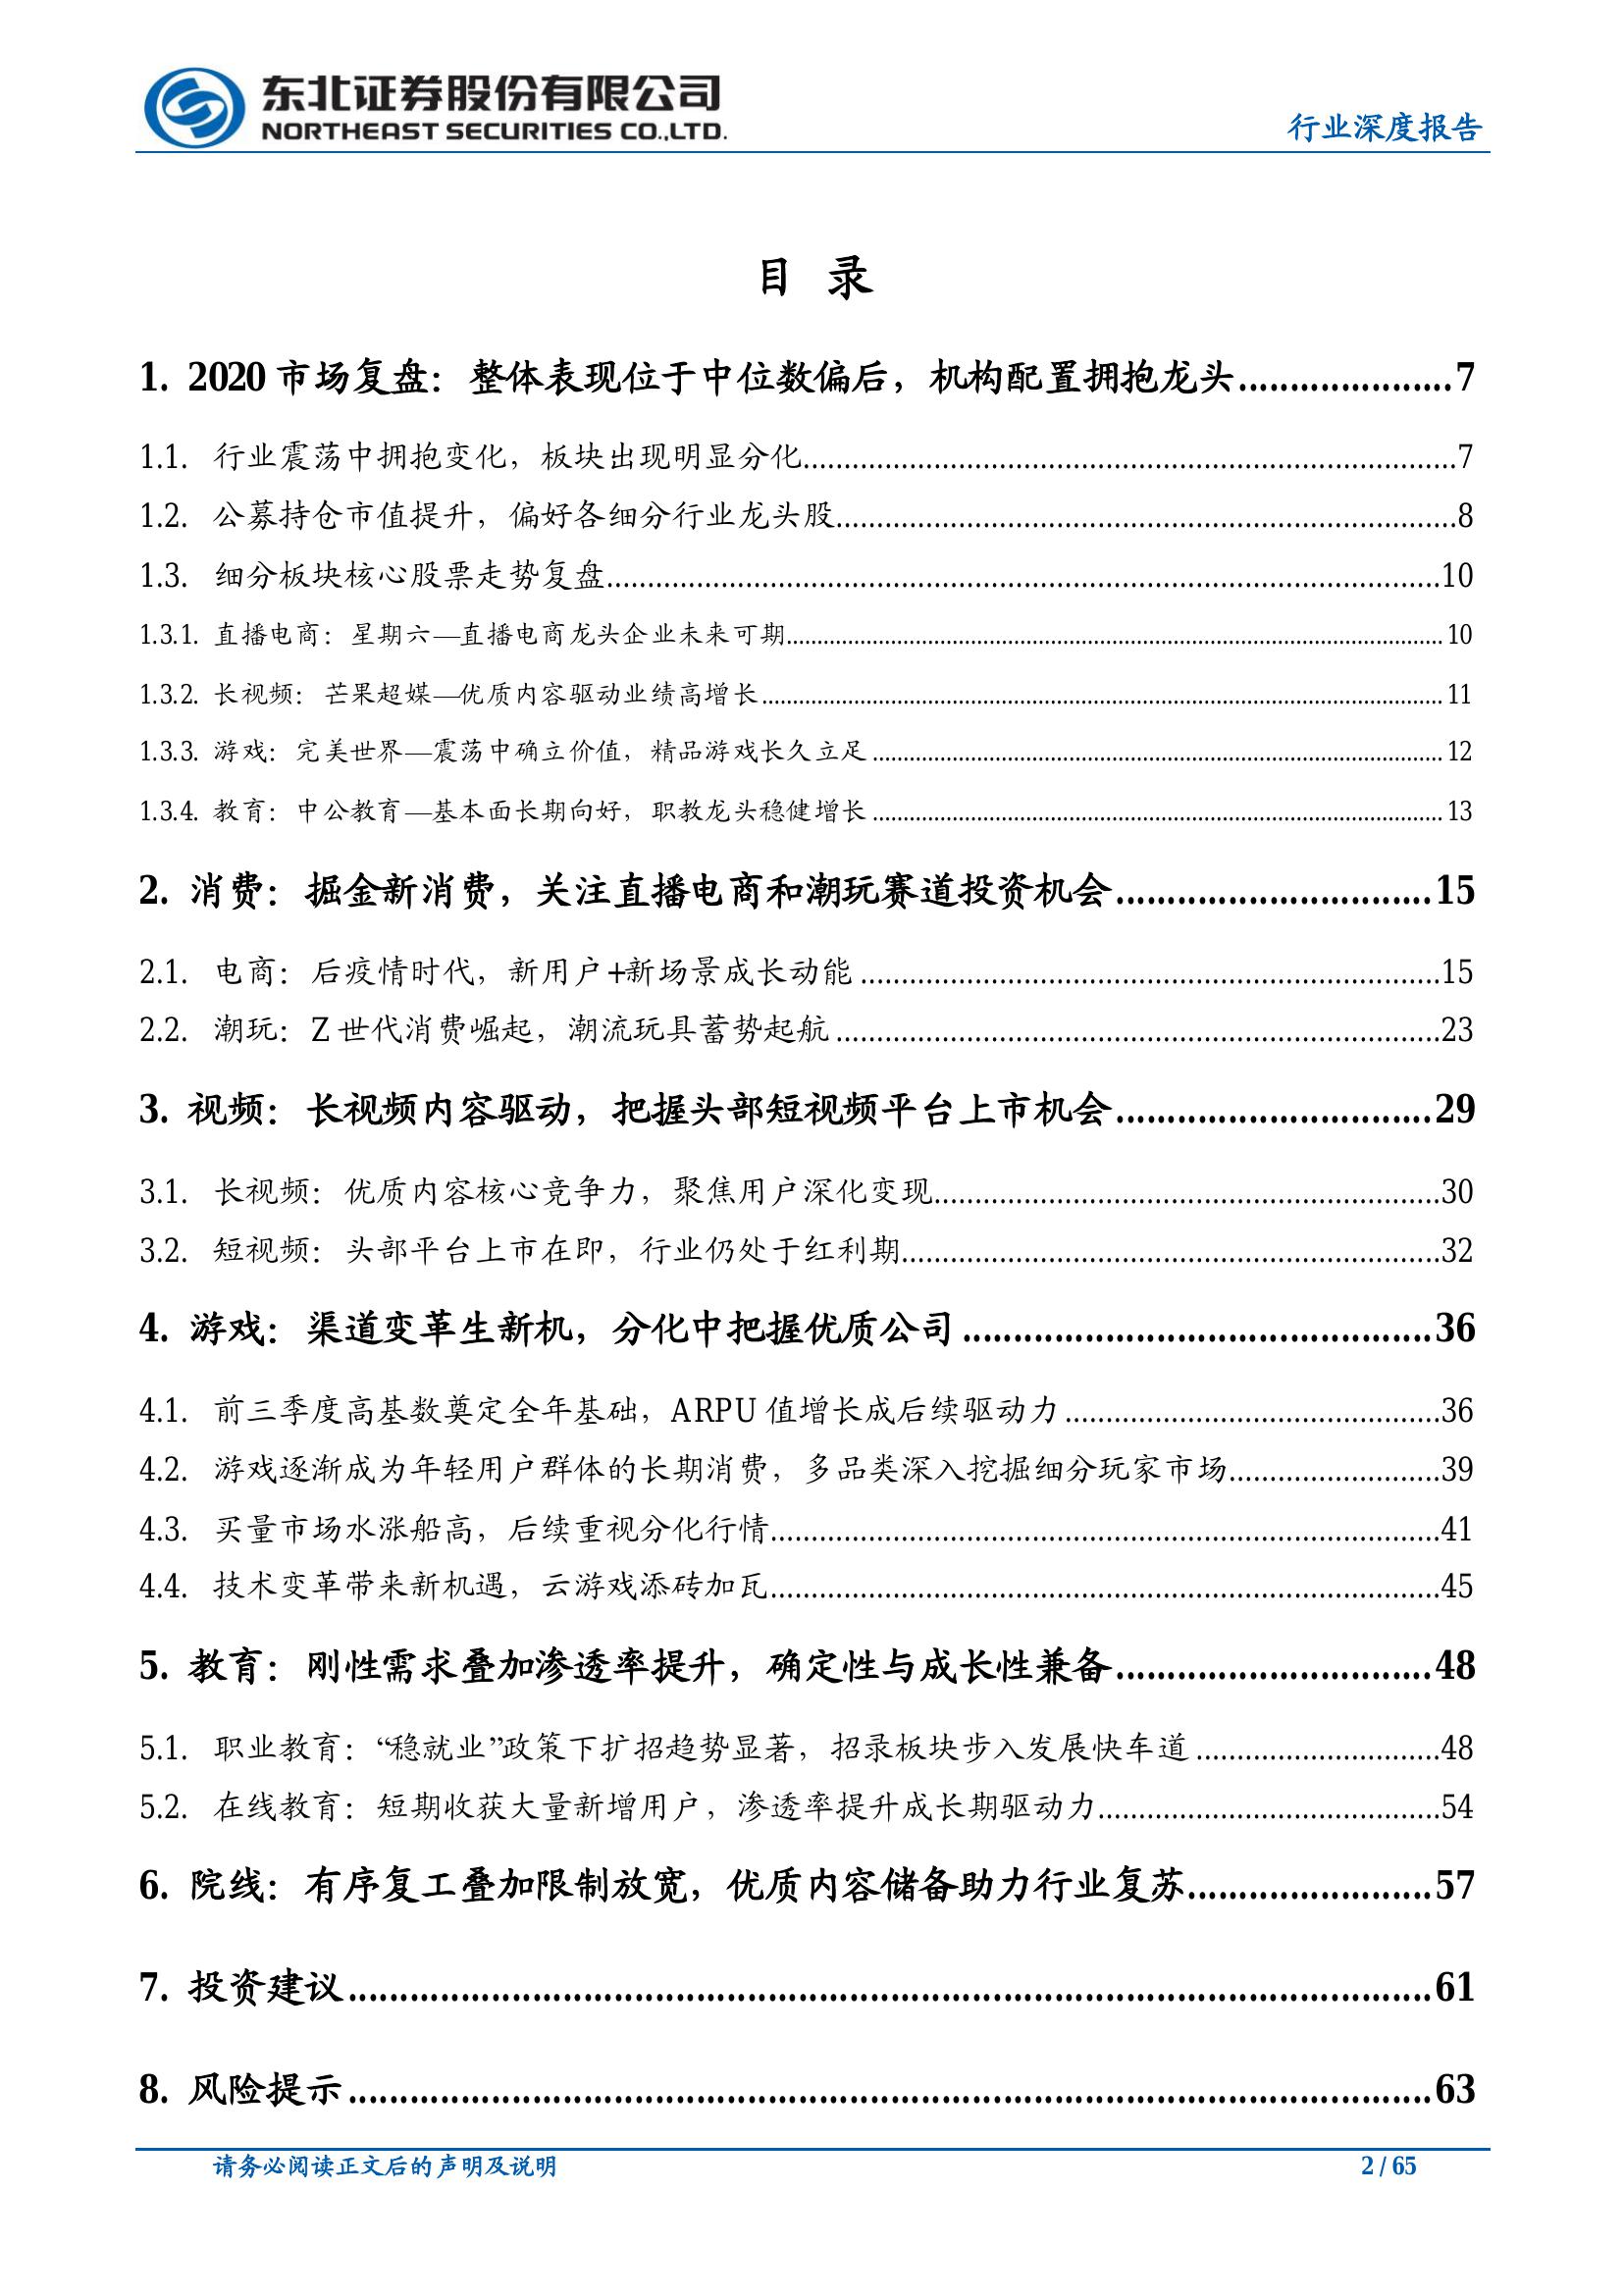 东北证券股份有限公司
NORTHEAST SECURITIES CO.,LTD.
行业深度报告
目 录
1. 2020 市场复盘：整体表现位于中位数偏后，机构配置拥抱龙头.....................7
1.1. 行业震荡中拥抱变化，板块出现明显分化................................................................................7
1.2. 公募持仓市值提升，偏好各细分行业龙头股............................................................................8
1.3. 细分板块核心股票走势复盘......................................................................................................10
1.3.1. 直播电商：星期六—直播电商龙头企业未来可期............................................................................................................ 10
1.3.2. 长视频：芒果超媒—优质内容驱动业绩高增长................................................................................................................ 11
1.3.3. 游戏：完美世界—震荡中确立价值，精品游戏长久立足.............................................................................................. 12
1.3.4. 教育：中公教育—基本面长期向好，职教龙头稳健增长.............................................................................................. 13
2. 消费：掘金新消费，关注直播电商和潮玩赛道投资机会...............................15
2.1. 电商：后疫情时代，新用户+新场景成长动能.......................................................................15
2.2. 潮玩：Z 世代消费崛起，潮流玩具蓄势起航..........................................................................23
3. 视频：长视频内容驱动，把握头部短视频平台上市机会...............................29
3.1. 长视频：优质内容核心竞争力，聚焦用户深化变现..............................................................30
3.2. 短视频：头部平台上市在即，行业仍处于红利期..................................................................32
4. 游戏：渠道变革生新机，分化中把握优质公司..............................................36
4.1. 前三季度高基数奠定全年基础，ARPU 值增长成后续驱动力..............................................36
4.2. 游戏逐渐成为年轻用户群体的长期消费，多品类深入挖掘细分玩家市场..........................39
4.3. 买量市场水涨船高，后续重视分化行情..................................................................................41
4.4. 技术变革带来新机遇，云游戏添砖加瓦..................................................................................45
5. 教育：刚性需求叠加渗透率提升，确定性与成长性兼备...............................48
5.1. 职业教育：“稳就业”政策下扩招趋势显著，招录板块步入发展快车道..............................48
5.2. 在线教育：短期收获大量新增用户，渗透率提升成长期驱动力..........................................54
6. 院线：有序复工叠加限制放宽，优质内容储备助力行业复苏........................57
7. 投资建议..........................................................................................................61
8. 风险提示..........................................................................................................63
请务必阅读正文后的声明及说明
2 / 65